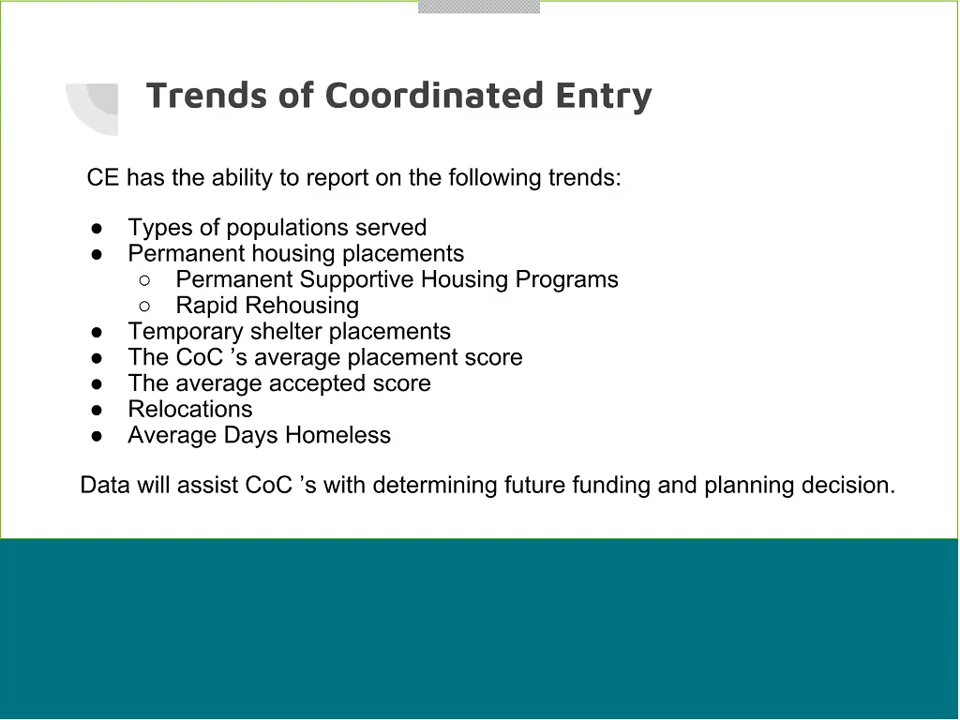 Trends of Coordinated Entry
CE has the ability to report on the following trends:
● Types of populations served
● Permanent housing placements
○ Permanent Supportive Housing Programs
○ Rapid Rehousing
● Temporary shelter placements
● The CoC ’s average placement score
● The average accepted score
● Relocations
● Average Days Homeless
Data will assist CoC ’s with determining future funding and planning decision.